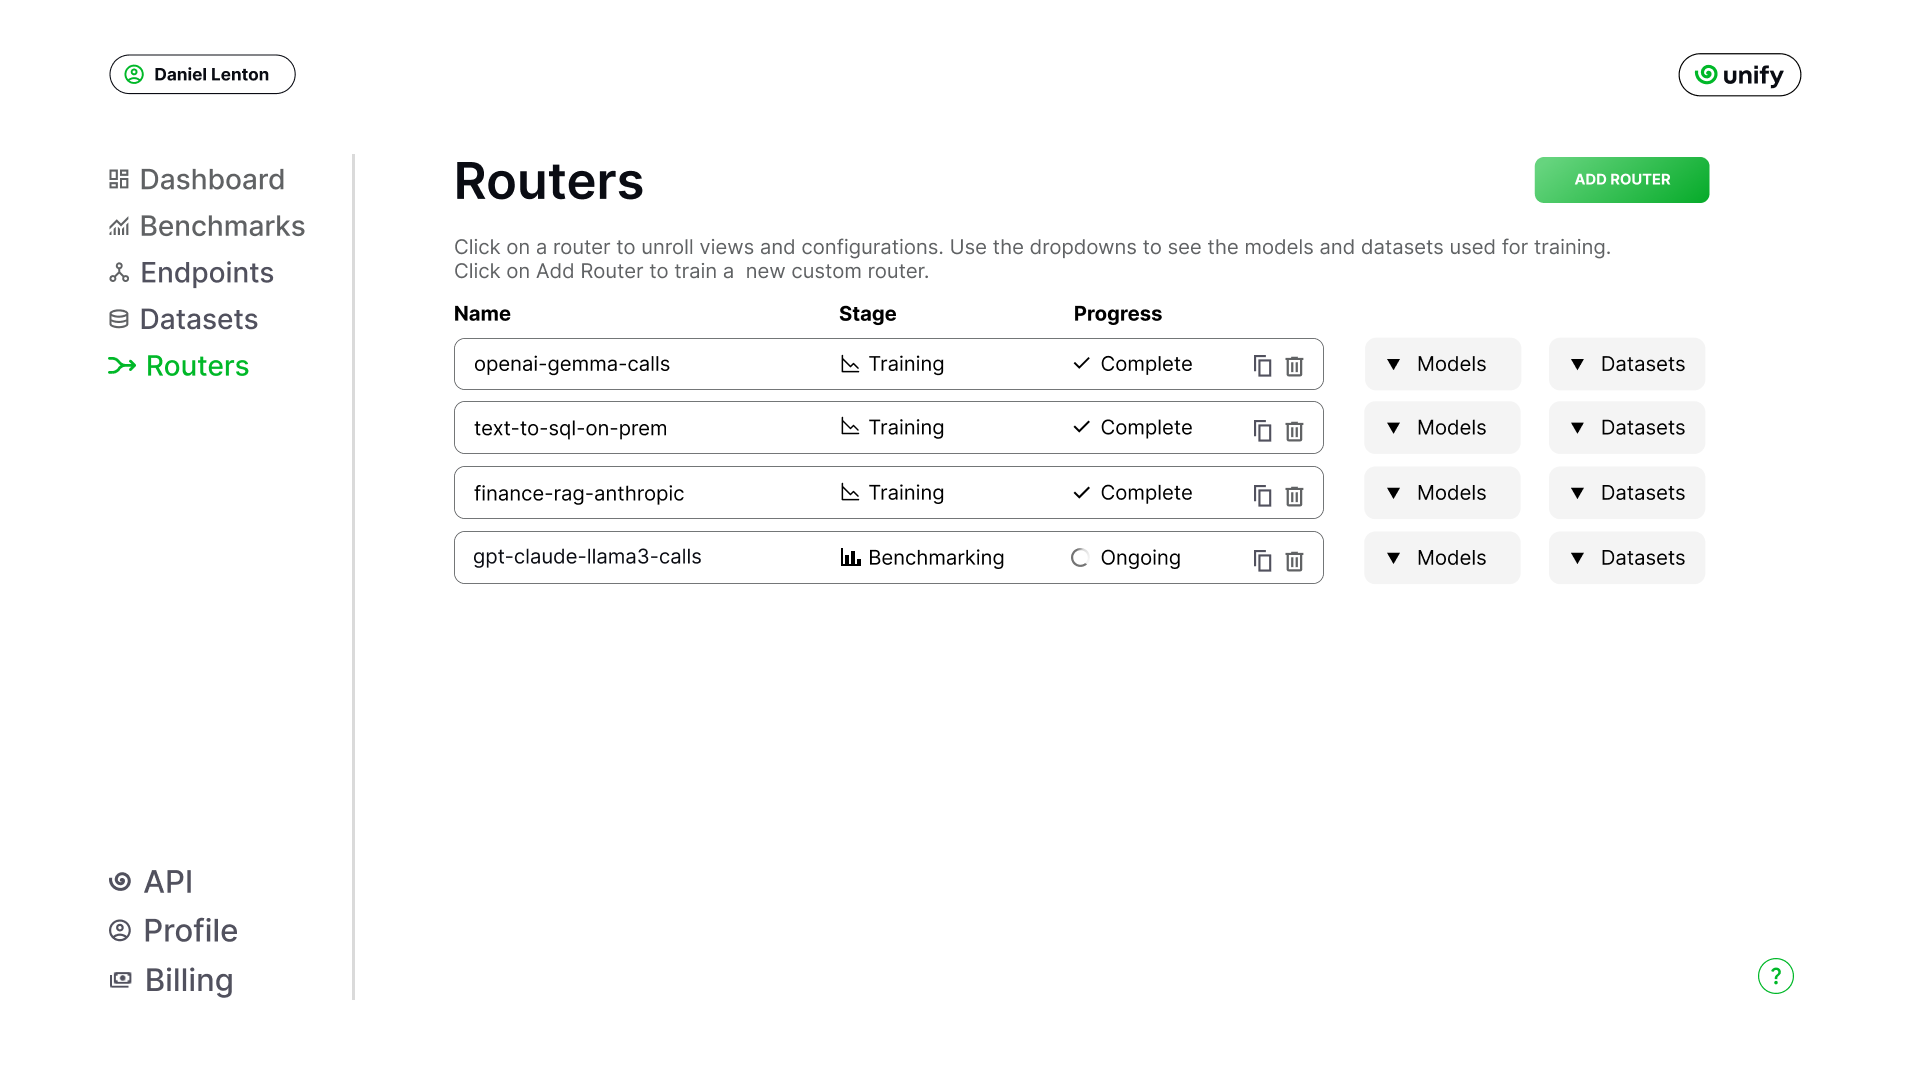 Daniel Lenton
unify
Dashboard
Benchmarks
Endpoints
Datasets
Routers
API
Profile
Billing
Routers
ADD ROUTER
Click on a router to unroll views and configurations. Use the dropdowns to see the models and datasets used for training.
Click on Add Router to train a  new custom router.
Name Stage Progress
openai-gemma-calls Training Complete ▼ Models ▼ Datasets
text-to-sql-on-prem Training Complete ▼ Models ▼ Datasets
finance-rag-anthropic Training Complete ▼ Models ▼ Datasets
gpt-claude-llama3-calls Benchmarking Ongoing ▼ Models ▼ Datasets
?